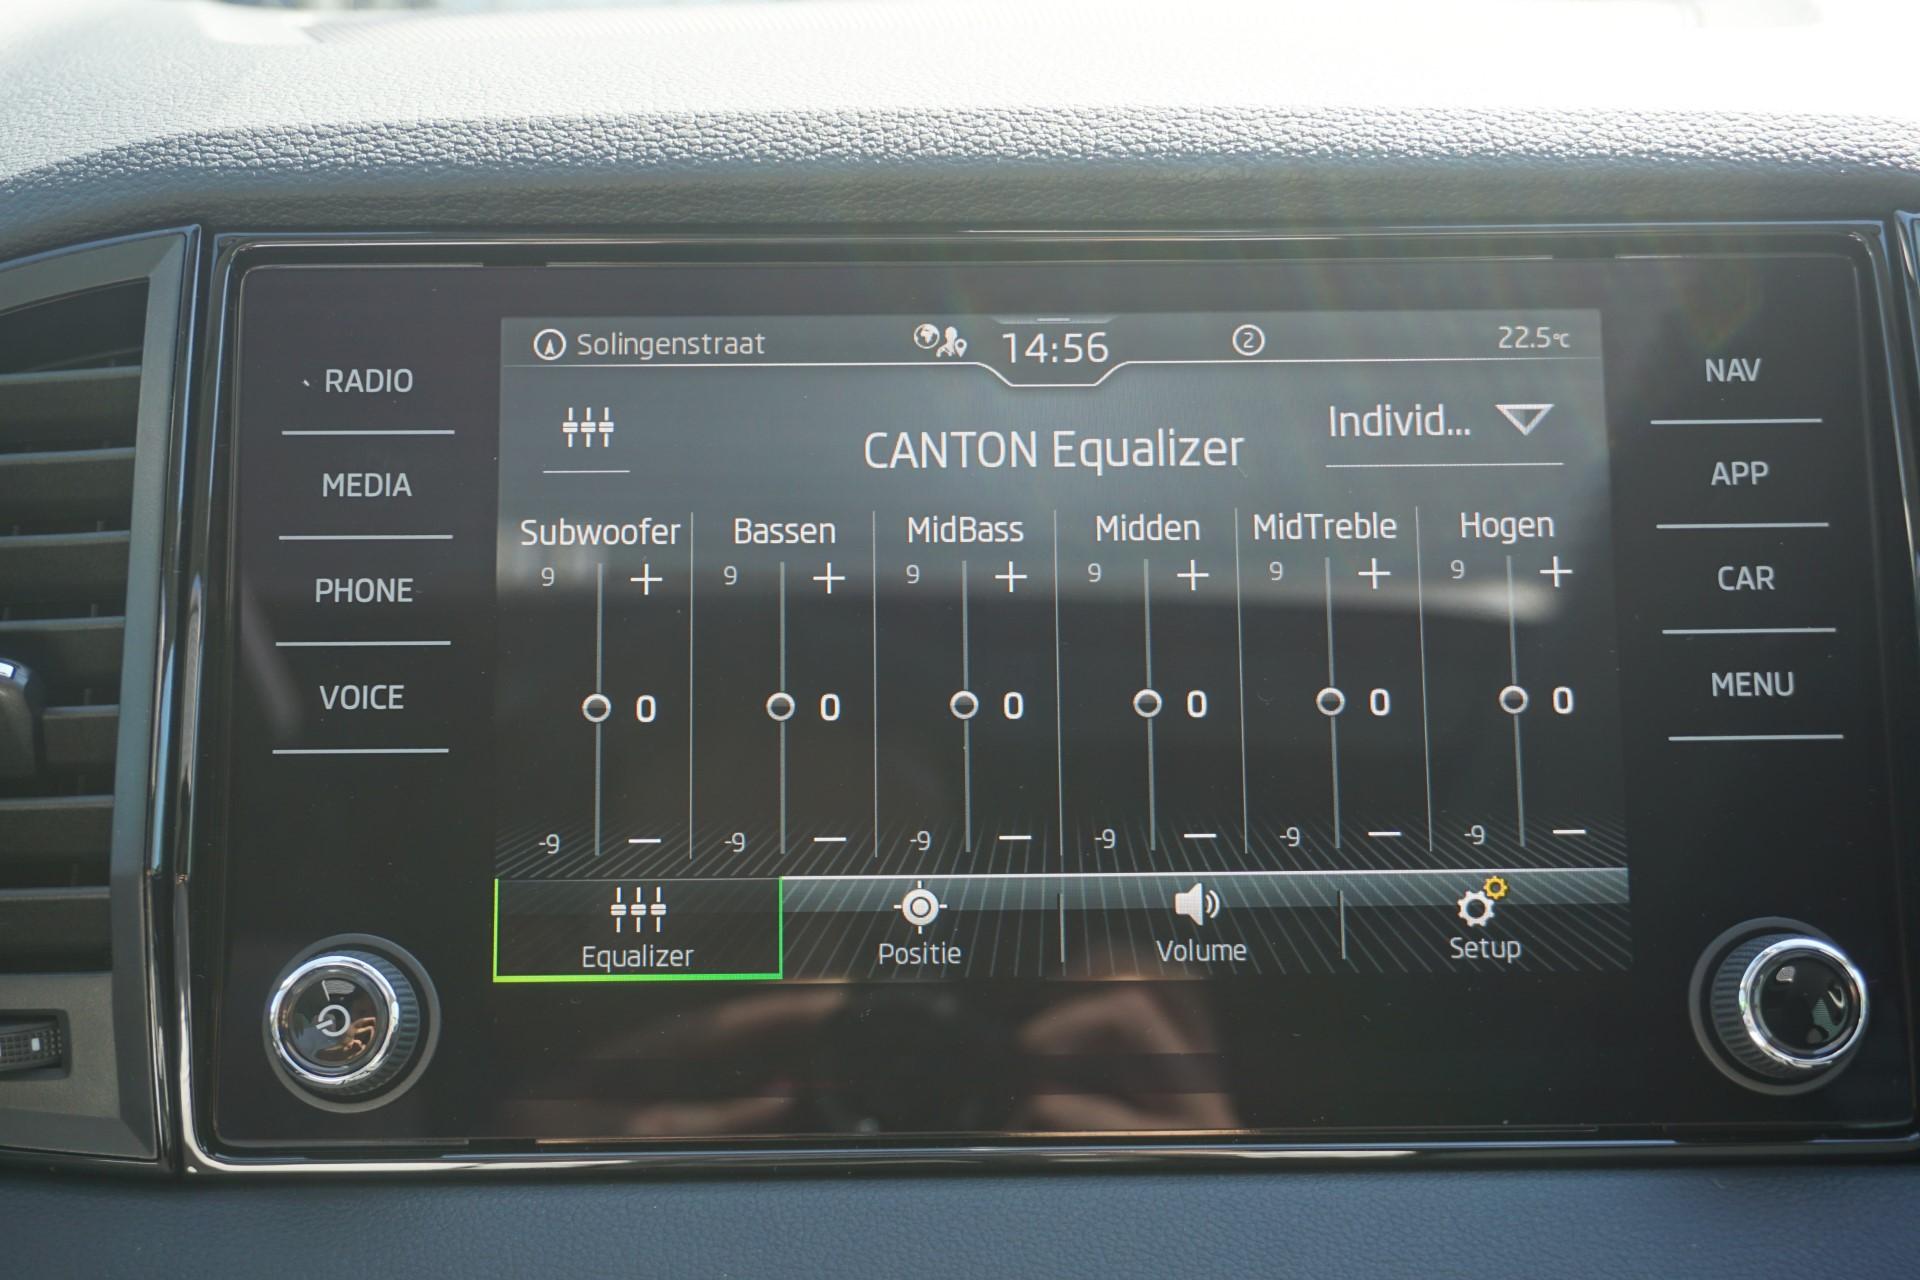 Solingenstraat 14:56 2 22.5°C
RADIO
MEDIA
PHONE
VOICE
CANTON Equalizer
Individ...
Subwoofer Bassen MidBass Midden MidTreble Hogen
9 + 9 + 9 + 9 + 9 + 9 +
0 0 0 0 0 0
-9 — -9 — -9 — -9 — -9 — -9 —
Equalizer Positie Volume Setup
NAV
APP
CAR
MENU